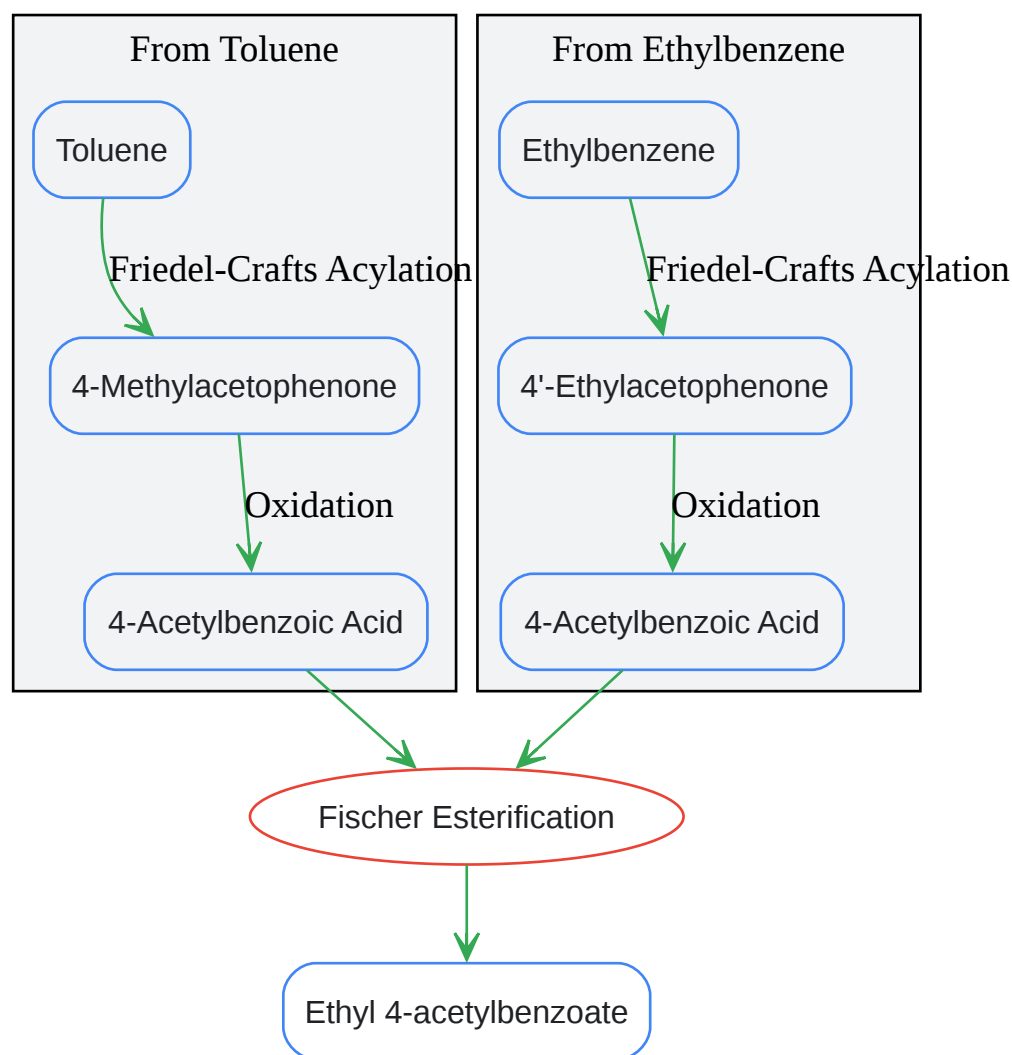 From Toluene
From Ethylbenzene
Toluene
Ethylbenzene
Friedel-Crafts Acylation
Friedel-Crafts Acylation
4-Methylacetophenone
4'-Ethylacetophenone
Oxidation
Oxidation
4-Acetylbenzoic Acid
4-Acetylbenzoic Acid
Fischer Esterification
Ethyl 4-acetylbenzoate